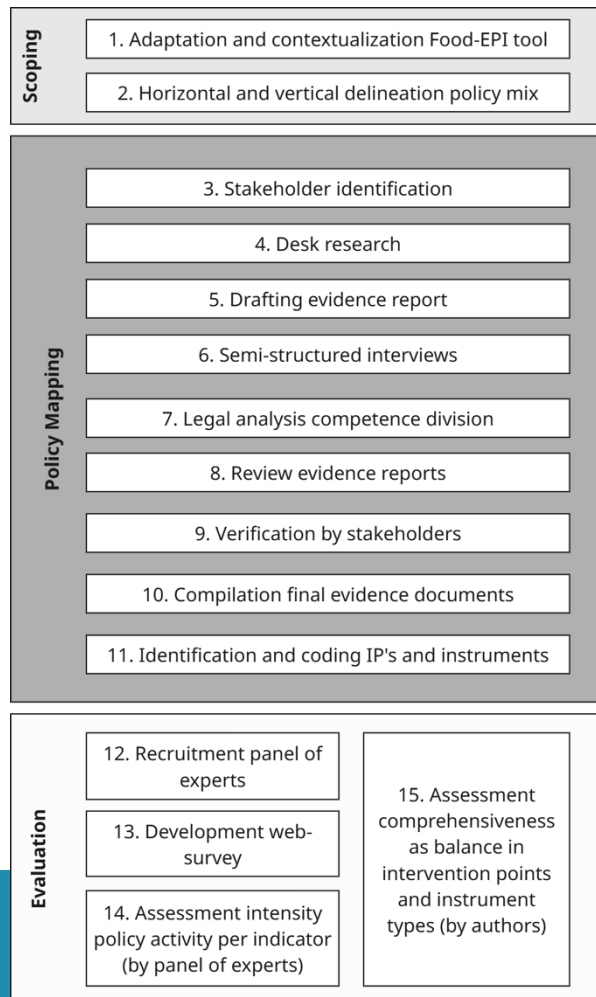 Scoping
1. Adaptation and contextualization Food-EPI tool
2. Horizontal and vertical delineation policy mix
Policy Mapping
3. Stakeholder identification
4. Desk research
5. Drafting evidence report
6. Semi-structured interviews
7. Legal analysis competence division
8. Review evidence reports
9. Verification by stakeholders
10. Compilation final evidence documents
11. Identification and coding IP's and instruments
Evaluation
12. Recruitment panel of
experts
13. Development web-
survey
14. Assessment intensity
policy activity per indicator
(by panel of experts)
15. Assessment
comprehensiveness
as balance in
intervention points
and instrument
types (by authors)